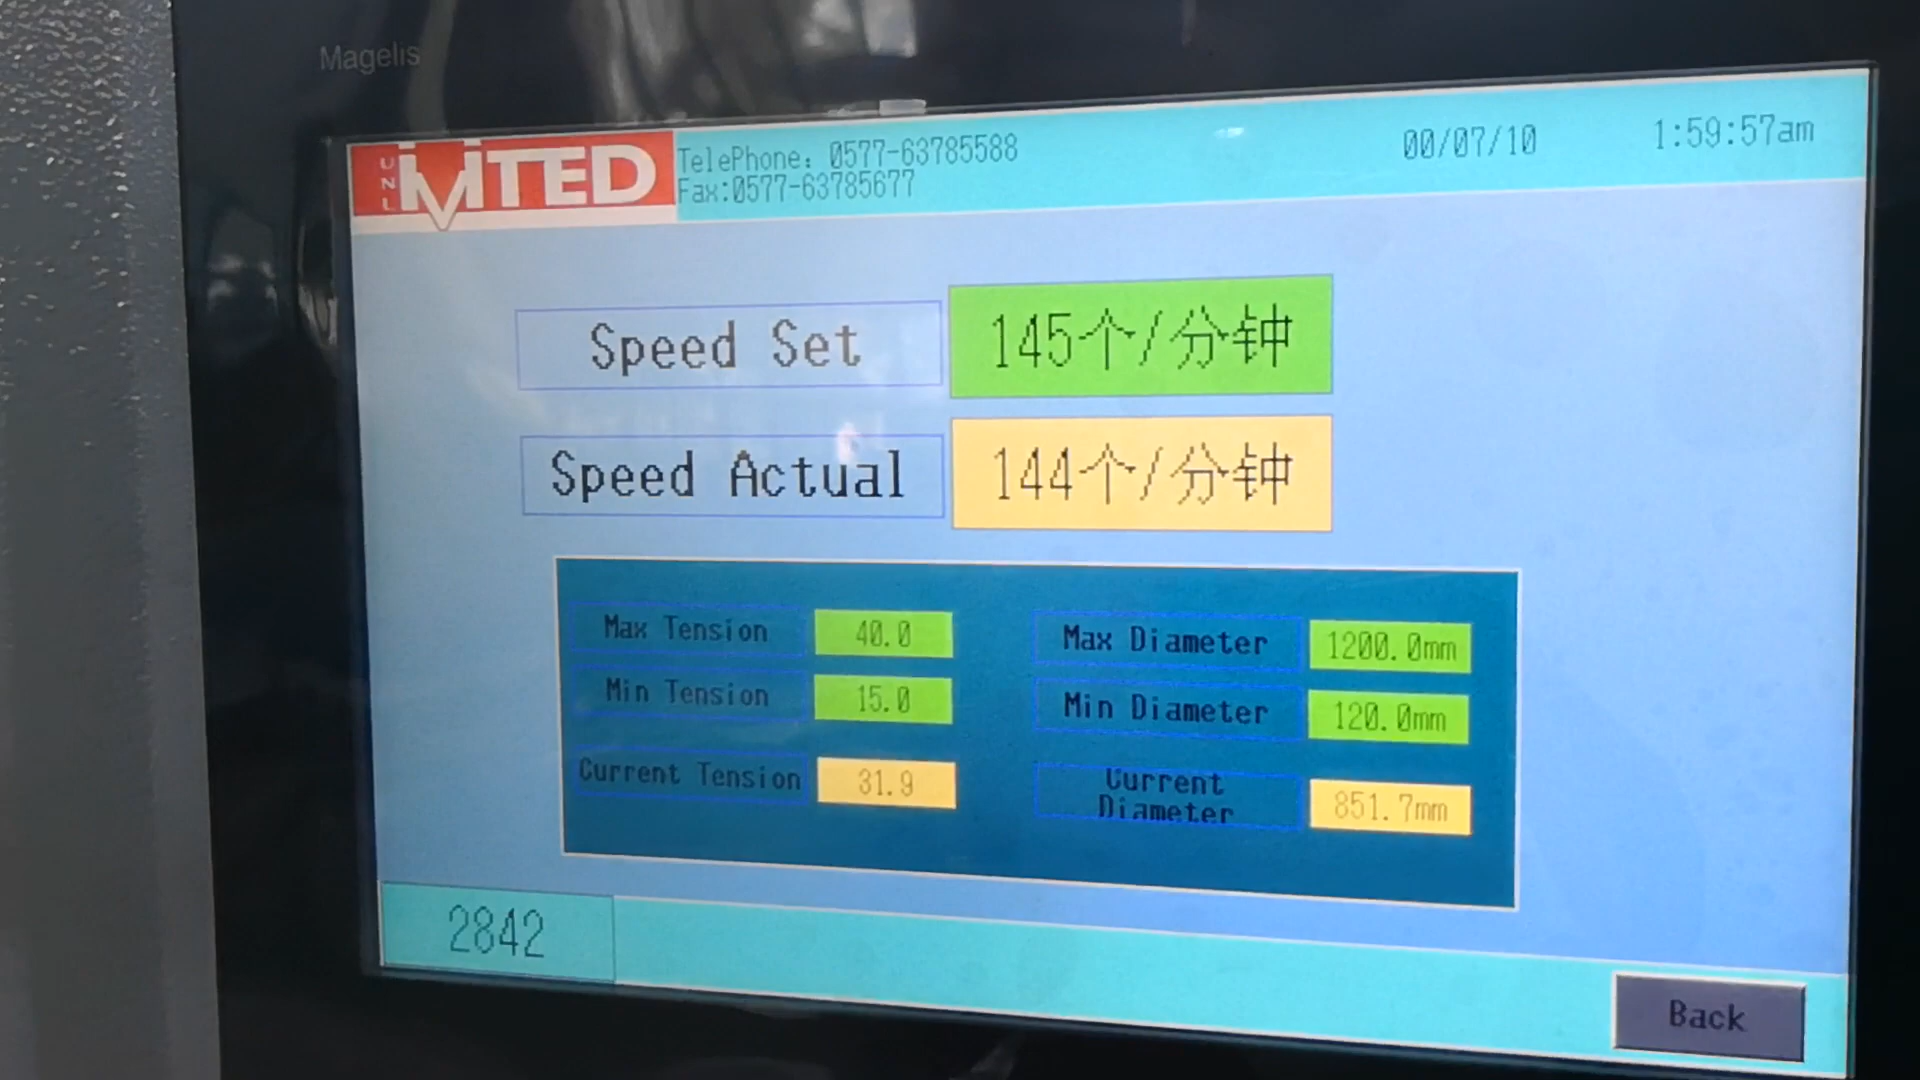 Magelis
UNL iMTED
TelePhone: 0577-63785588
Fax:0577-63785677
00/07/10
1:59:57am
Speed Set
145个/分钟
Speed Actual
144个/分钟
Max Tension
40.0
Max Diameter
1200.0mm
Min Tension
15.0
Min Diameter
120.0mm
Current Tension
31.9
Current
Diameter
851.7mm
2842
Back